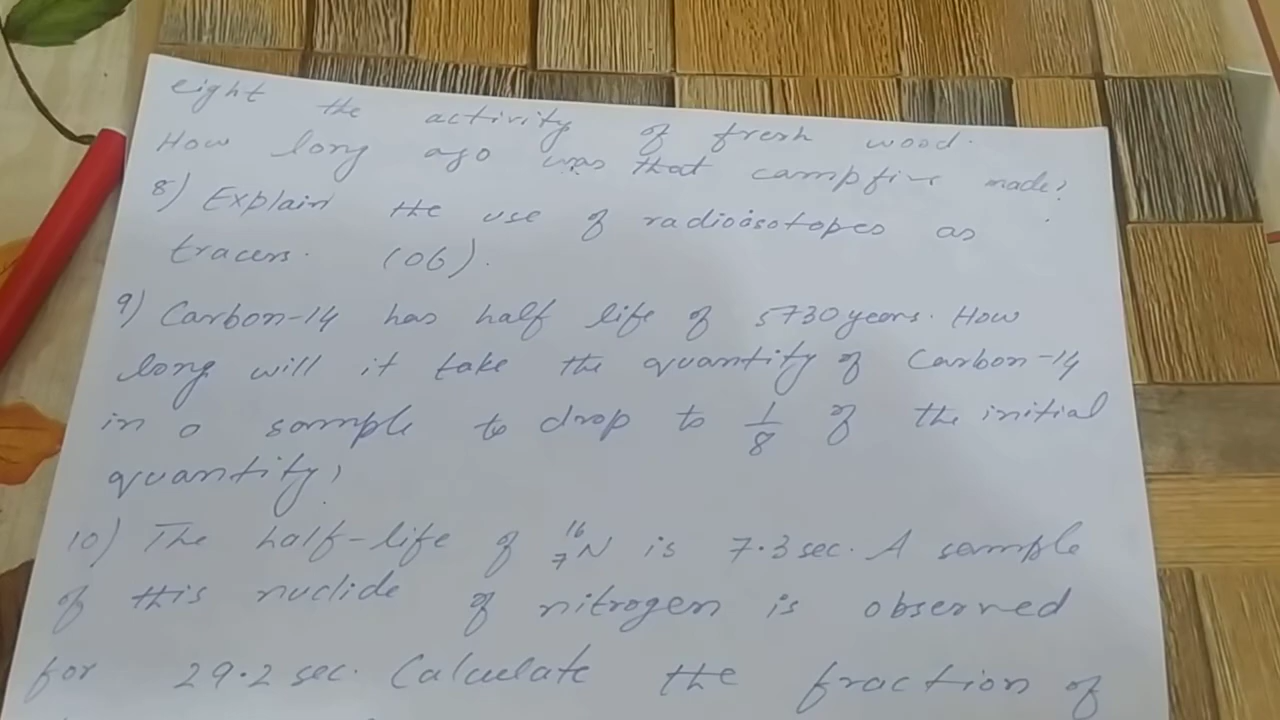 eight the activity of fresh wood.
How long ago was that campfire made?
8) Explain the use of radioisotopes as
tracers. (06).
9) Carbon-14 has half life of 5730 years. How
long will it take the quantity of Carbon-14
in a sample to drop to 1/8 of the initial
quantity?
10) The half-life of ¹⁶₇N is 7.3 sec. A sample
of this nuclide of nitrogen is observed
for 29.2 sec. Calculate the fraction of